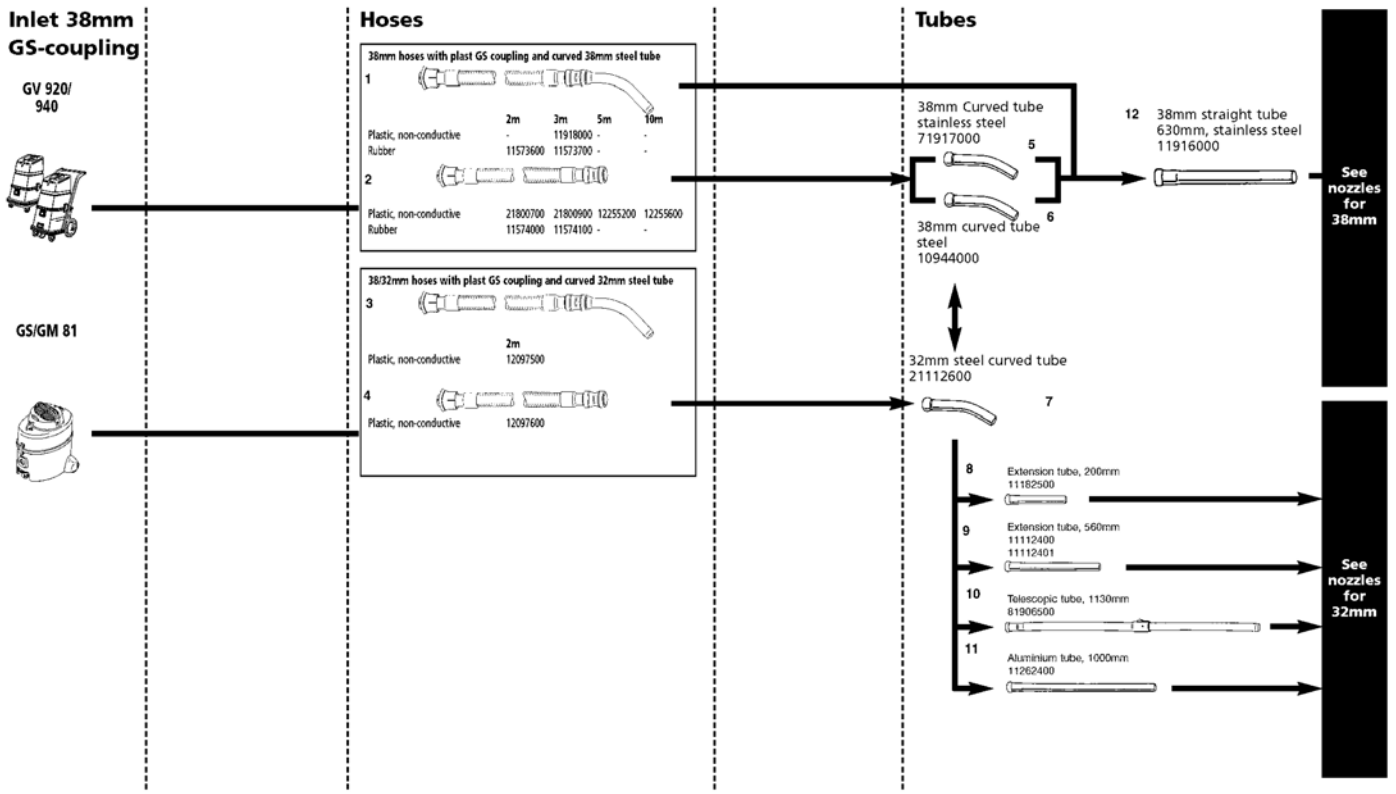 Inlet 38mm
GS-coupling
GV 920/
940
GS/GM 81
Hoses
38mm hoses with plast GS coupling and curved 38mm steel tube
1
2m 3m 5m 10m
Plastic, non-conductive - 11918000 - -
Rubber 11573600 11573700 - -
2
Plastic, non-conductive 21800700 21800900 12255200 12255600
Rubber 11574000 11574100 - -
38/32mm hoses with plast GS coupling and curved 32mm steel tube
3
2m
Plastic, non-conductive 12097500
4
Plastic, non-conductive 12097600
Tubes
38mm Curved tube
stainless steel
71917000
5
6
38mm curved tube
steel
10944000
12 38mm straight tube
630mm, stainless steel
11916000
32mm steel curved tube
21112600
7
8 Extension tube, 200mm
11182500
9 Extension tube, 560mm
11112400
11112401
10 Telescopic tube, 1130mm
81906500
11 Aluminium tube, 1000mm
11262400
See
nozzles
for
38mm
See
nozzles
for
32mm